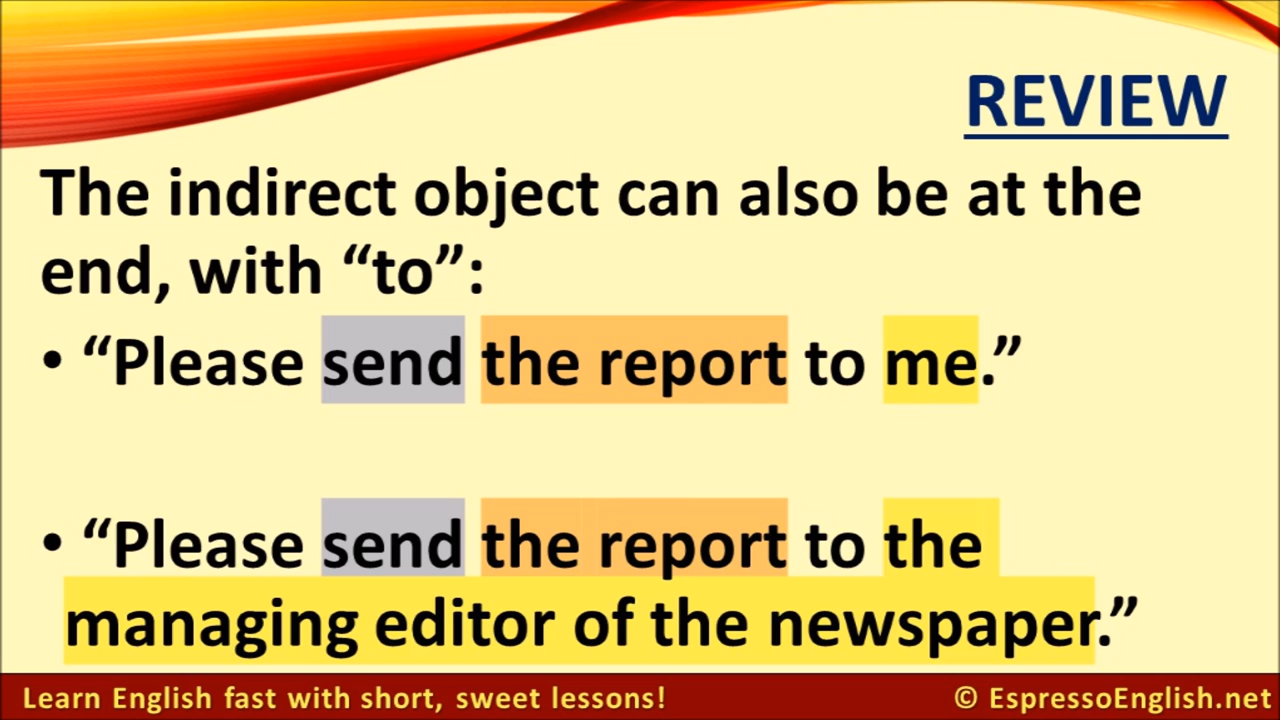 REVIEW
The indirect object can also be at the
end, with “to”:
• “Please send the report to me.”
• “Please send the report to the
managing editor of the newspaper.”
Learn English fast with short, sweet lessons!
© EspressoEnglish.net